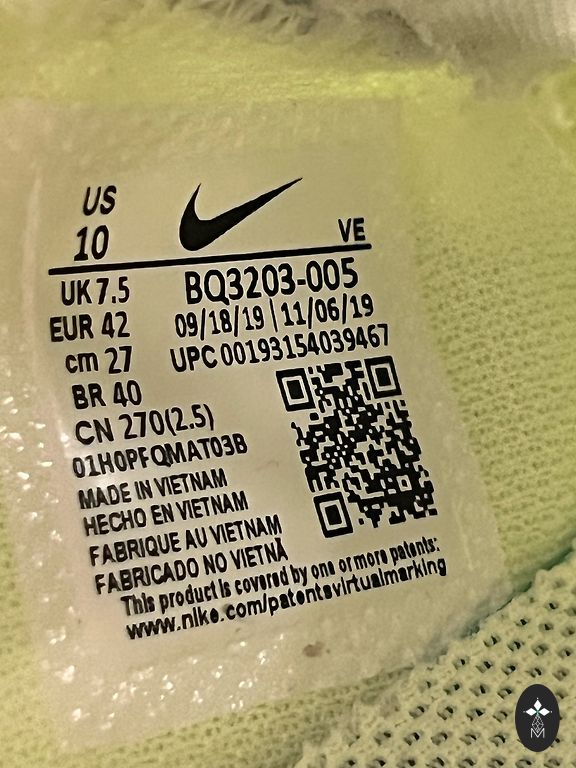 US
10
VE
UK 7.5
EUR 42
cm 27
BR 40
CN 270(2.5)
BQ3203-005
09/18/19 | 11/06/19
UPC 00193154039467
01H0PFQMAT03B
MADE IN VIETNAM
HECHO EN VIETNAM
FABRIQUE AU VIETNAM
FABRICADO NO VIETNÃ
This product is covered by one or more patents:
www.nike.com/patentsvirtualmarking
M